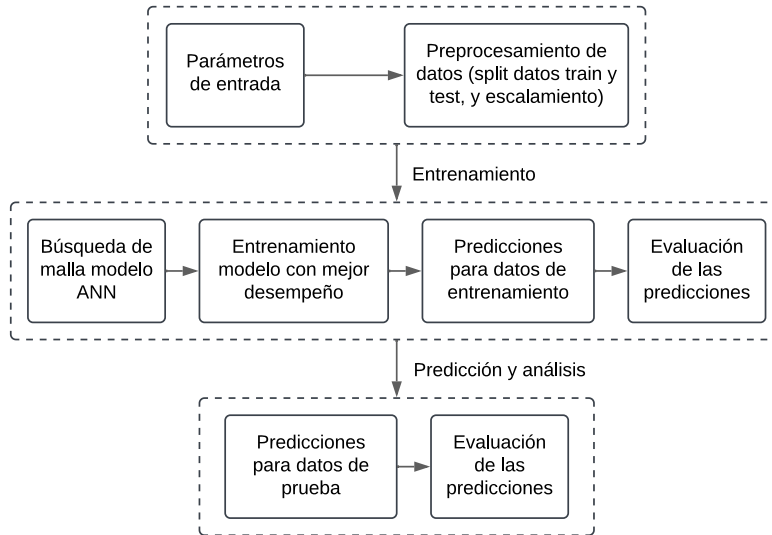 Parámetros
de entrada
Preprocesamiento de
datos (split datos train y
test, y escalamiento)
Entrenamiento
Búsqueda de
malla modelo
ANN
Entrenamiento
modelo con mejor
desempeño
Predicciones
para datos de
entrenamiento
Evaluación
de las
predicciones
Predicción y análisis
Predicciones
para datos de
prueba
Evaluación
de las
predicciones